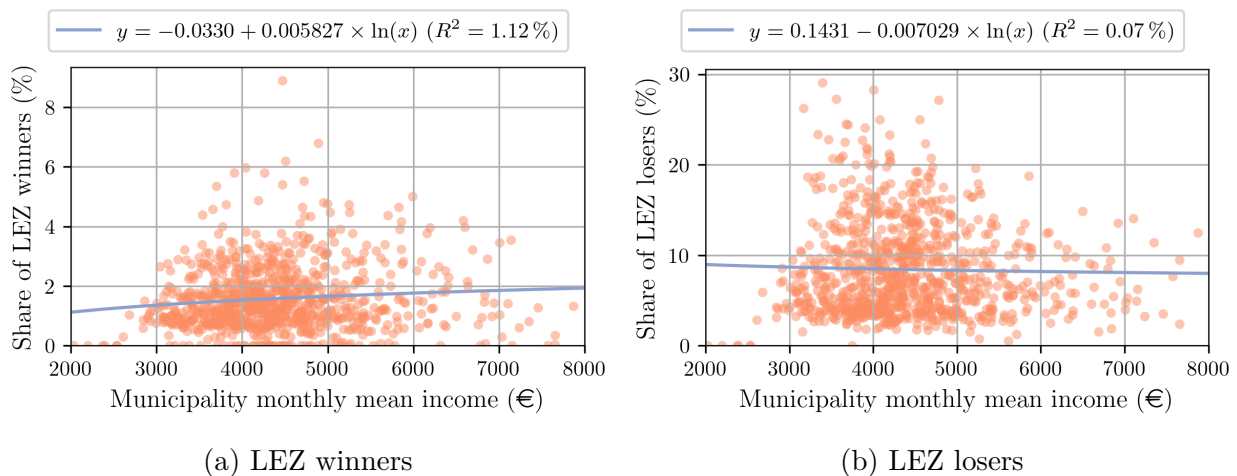 y = −0.0330 + 0.005827 × ln(x) (R² = 1.12 %)
8
6
4
2
0
Share of LEZ winners (%)
2000 3000 4000 5000 6000 7000 8000
Municipality monthly mean income (€)
(a) LEZ winners
y = 0.1431 − 0.007029 × ln(x) (R² = 0.07 %)
30
20
10
0
Share of LEZ losers (%)
2000 3000 4000 5000 6000 7000 8000
Municipality monthly mean income (€)
(b) LEZ losers